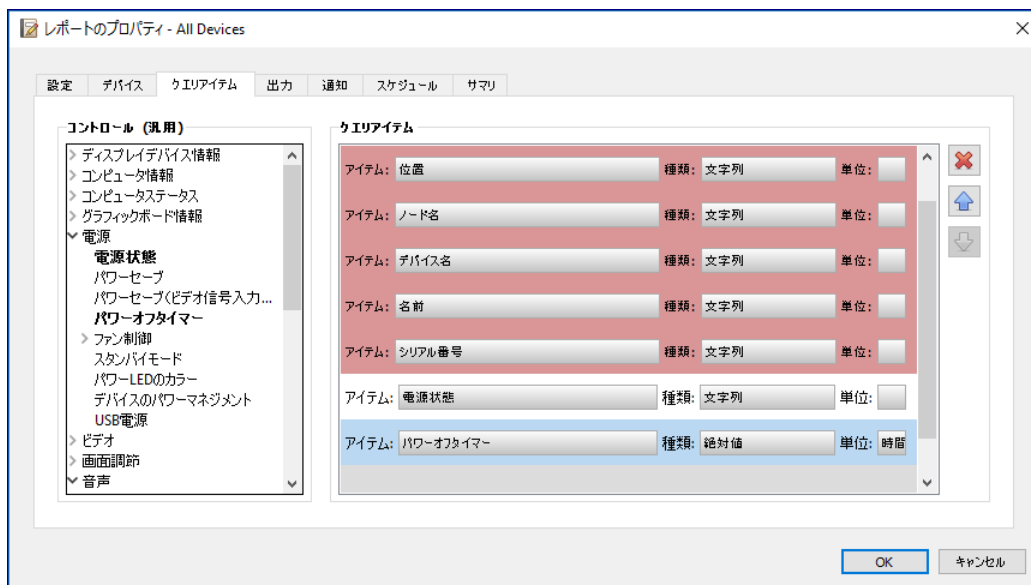 レポートのプロパティ - All Devices
設定 デバイス クエリアイテム 出力 通知 スケジュール サマリ
コントロール (汎用)
ディスプレイデバイス情報
コンピュータ情報
コンピュータステータス
グラフィックボード情報
電源
電源状態
パワーセーブ
パワーセーブ(ビデオ信号入力...
パワーオフタイマー
ファン制御
スタンバイモード
パワーLEDのカラー
デバイスのパワーマネジメント
USB電源
ビデオ
画面調節
音声
クエリアイテム
アイテム: 位置 種類: 文字列 単位:
アイテム: ノード名 種類: 文字列 単位:
アイテム: デバイス名 種類: 文字列 単位:
アイテム: 名前 種類: 文字列 単位:
アイテム: シリアル番号 種類: 文字列 単位:
アイテム: 電源状態 種類: 文字列 単位:
アイテム: パワーオフタイマー 種類: 絶対値 単位: 時間
OK キャンセル